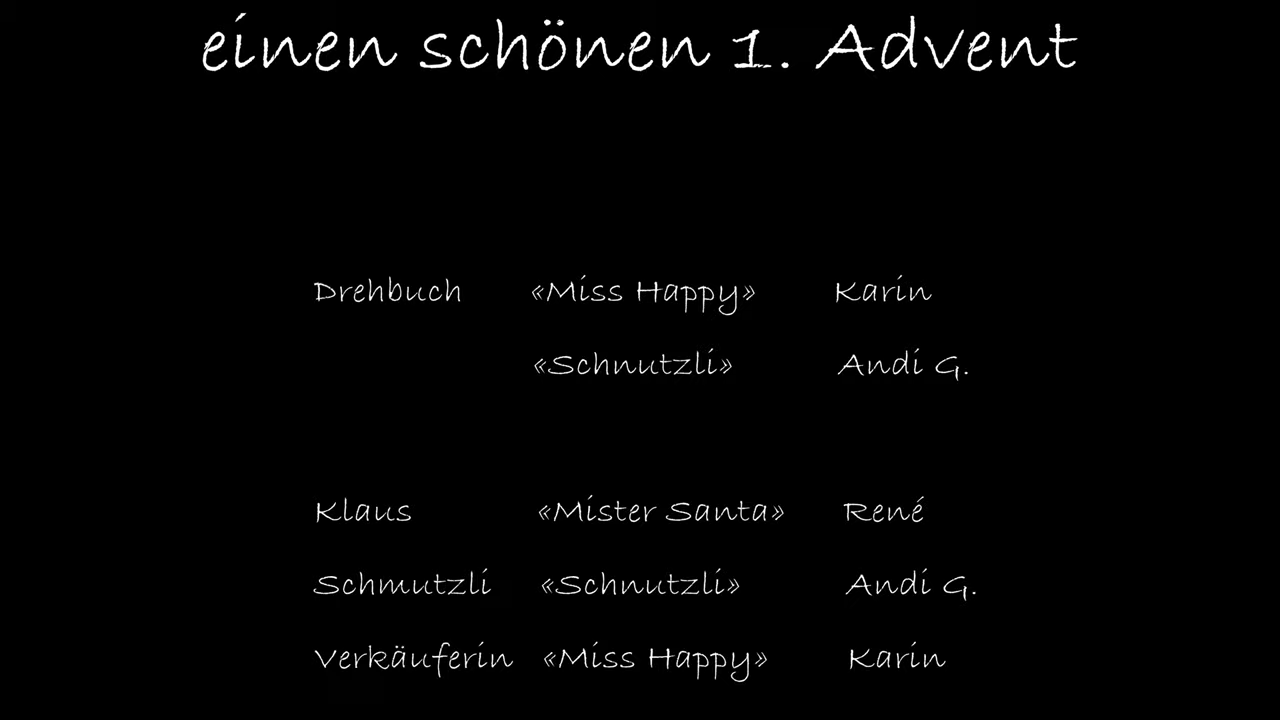 einen schönen 1. Advent
Drehbuch «Miss Happy» Karin
«Schnutzli» Andi G.
Klaus «Mister Santa» René
Schmutzli «Schnutzli» Andi G.
Verkäuferin «Miss Happy» Karin